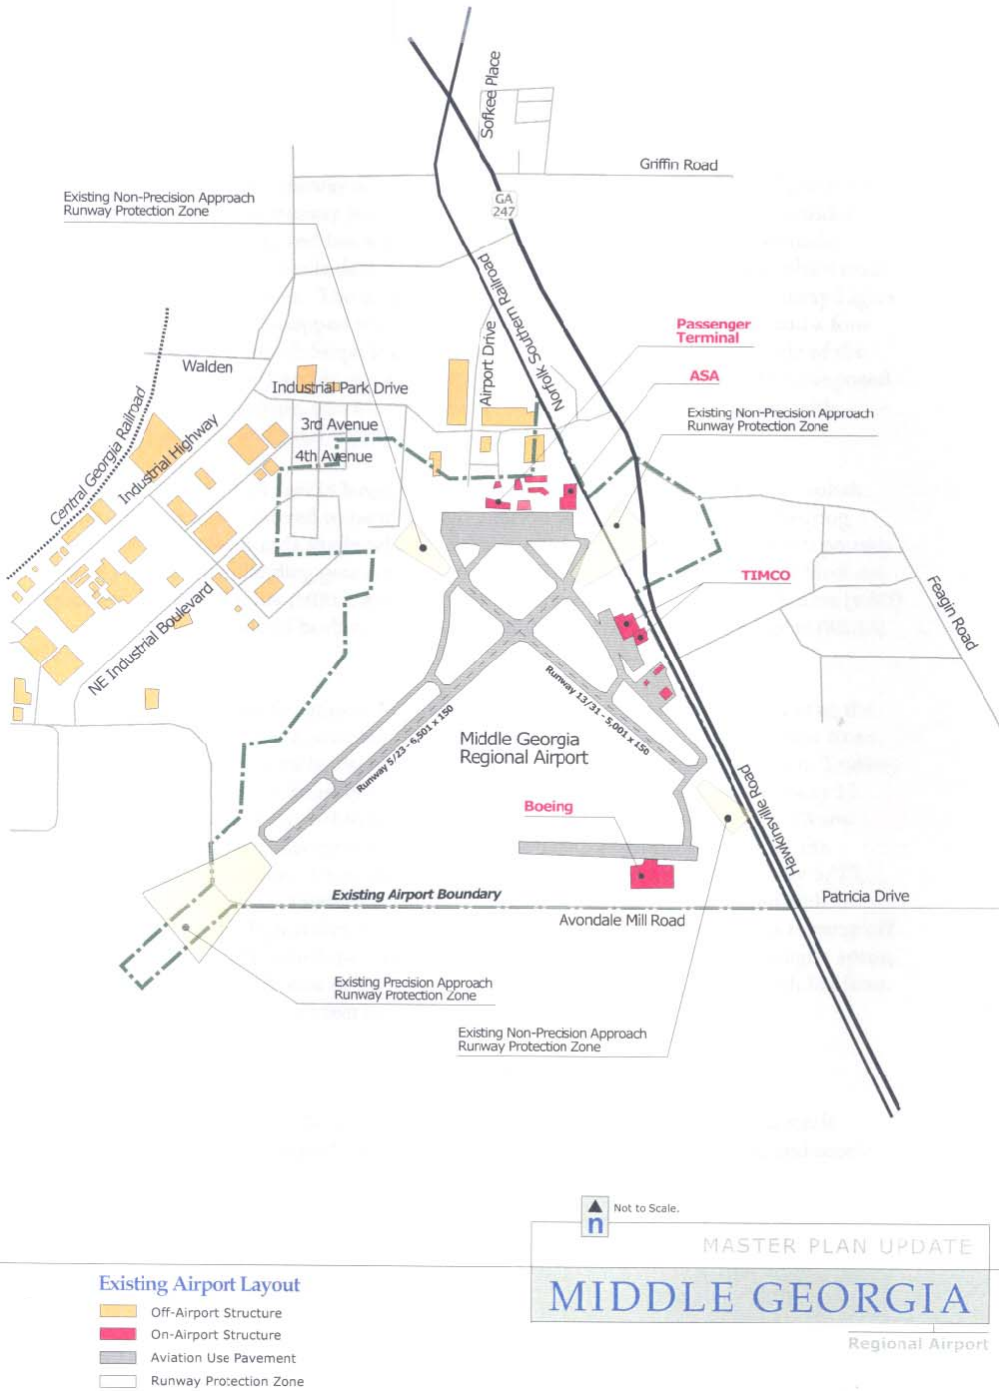 Sofkee Place
Griffin Road
Existing Non-Precision Approach
Runway Protection Zone
GA
247
Norfolk Southern Railroad
Airport Drive
Passenger
Terminal
Walden
Industrial Park Drive
ASA
Central Georgia Railroad
Industrial Highway
3rd Avenue
4th Avenue
Existing Non-Precision Approach
Runway Protection Zone
TIMCO
Feagin Road
NE Industrial Boulevard
Runway 5/23 - 6,501 x 150
Runway 13/31 - 5,001 x 150
Middle Georgia
Regional Airport
Boeing
Hawkinsville Road
Existing Airport Boundary
Avondale Mill Road
Patricia Drive
Existing Precision Approach
Runway Protection Zone
Existing Non-Precision Approach
Runway Protection Zone
n
Not to Scale.
MASTER PLAN UPDATE
MIDDLE GEORGIA
Regional Airport
Existing Airport Layout
Off-Airport Structure
On-Airport Structure
Aviation Use Pavement
Runway Protection Zone